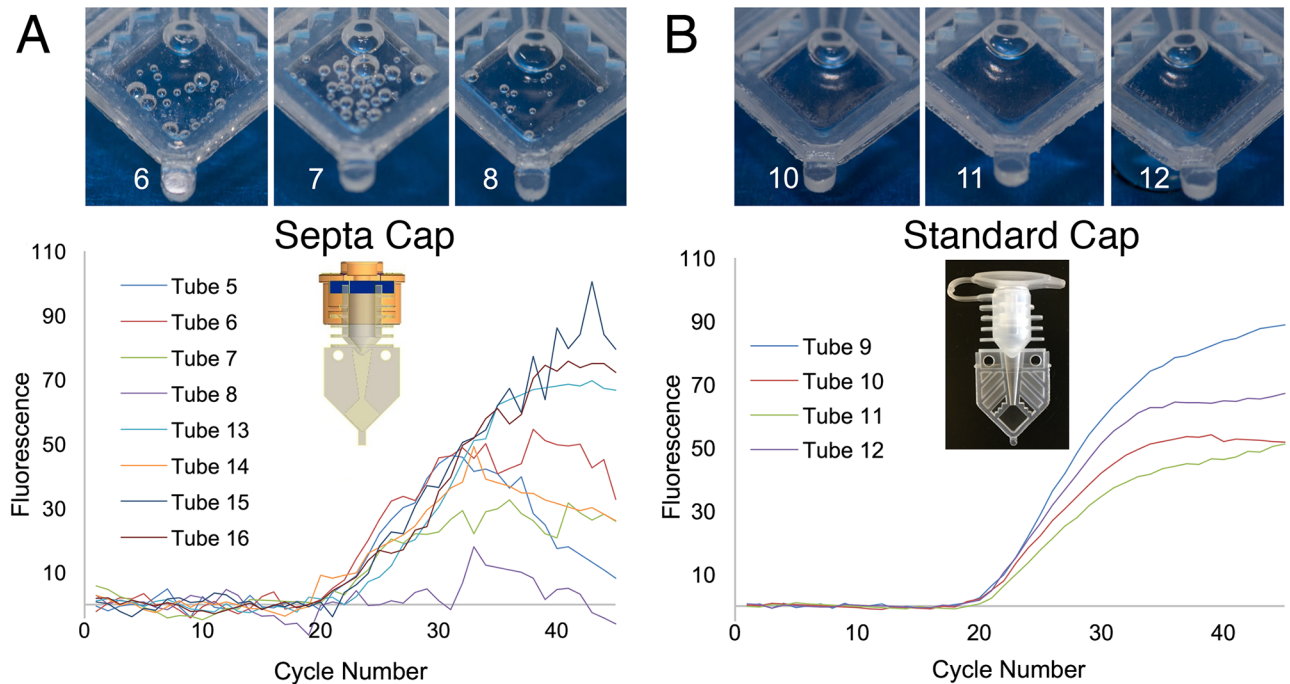 A
B
6
7
8
10
11
12
Septa Cap
Standard Cap
110
90
70
50
30
10
Fluorescence
Tube 5
Tube 6
Tube 7
Tube 8
Tube 13
Tube 14
Tube 15
Tube 16
0
10
20
30
40
Cycle Number
110
90
70
50
30
10
Fluorescence
Tube 9
Tube 10
Tube 11
Tube 12
0
10
20
30
40
Cycle Number